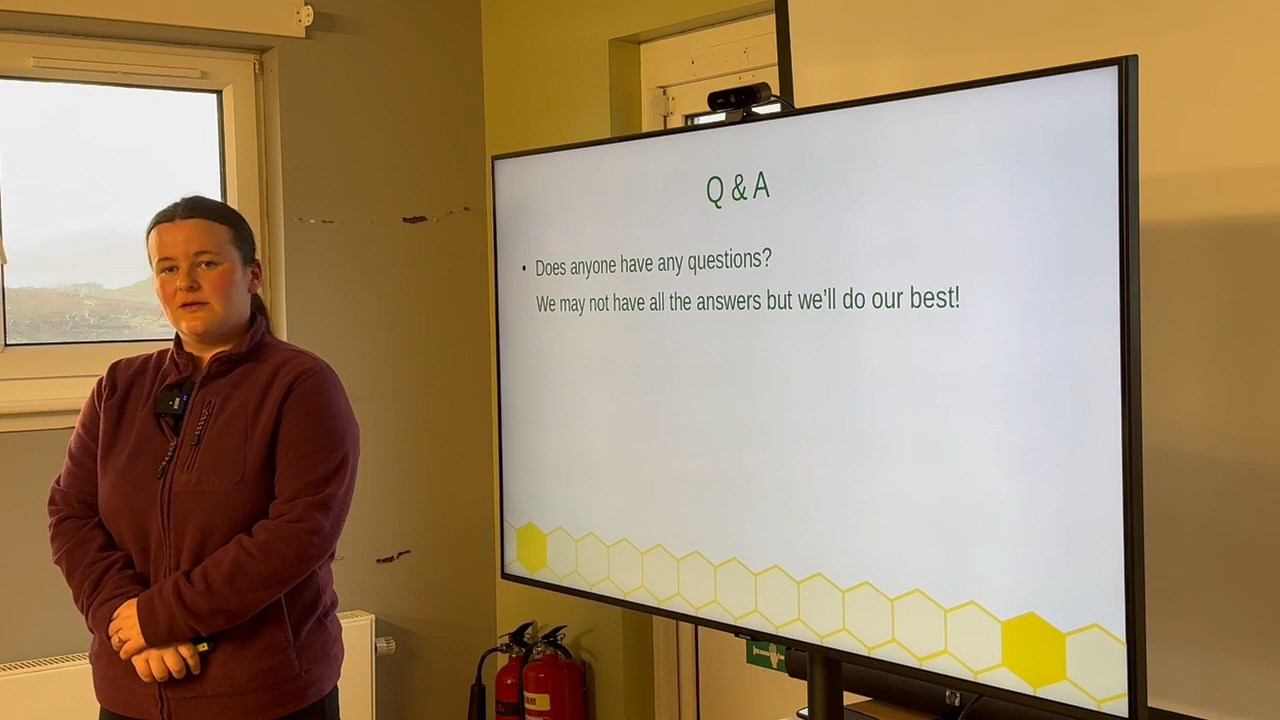 Q & A
• Does anyone have any questions?
We may not have all the answers but we'll do our best!